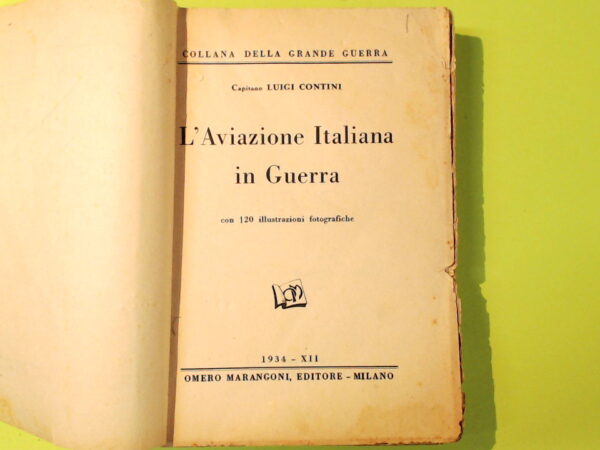 COLLANA DELLA GRANDE GUERRA
Capitano LUIGI CONTINI
L'Aviazione Italiana
in Guerra
con 120 illustrazioni fotografiche
1934 - XII
OMERO MARANGONI, EDITORE - MILANO